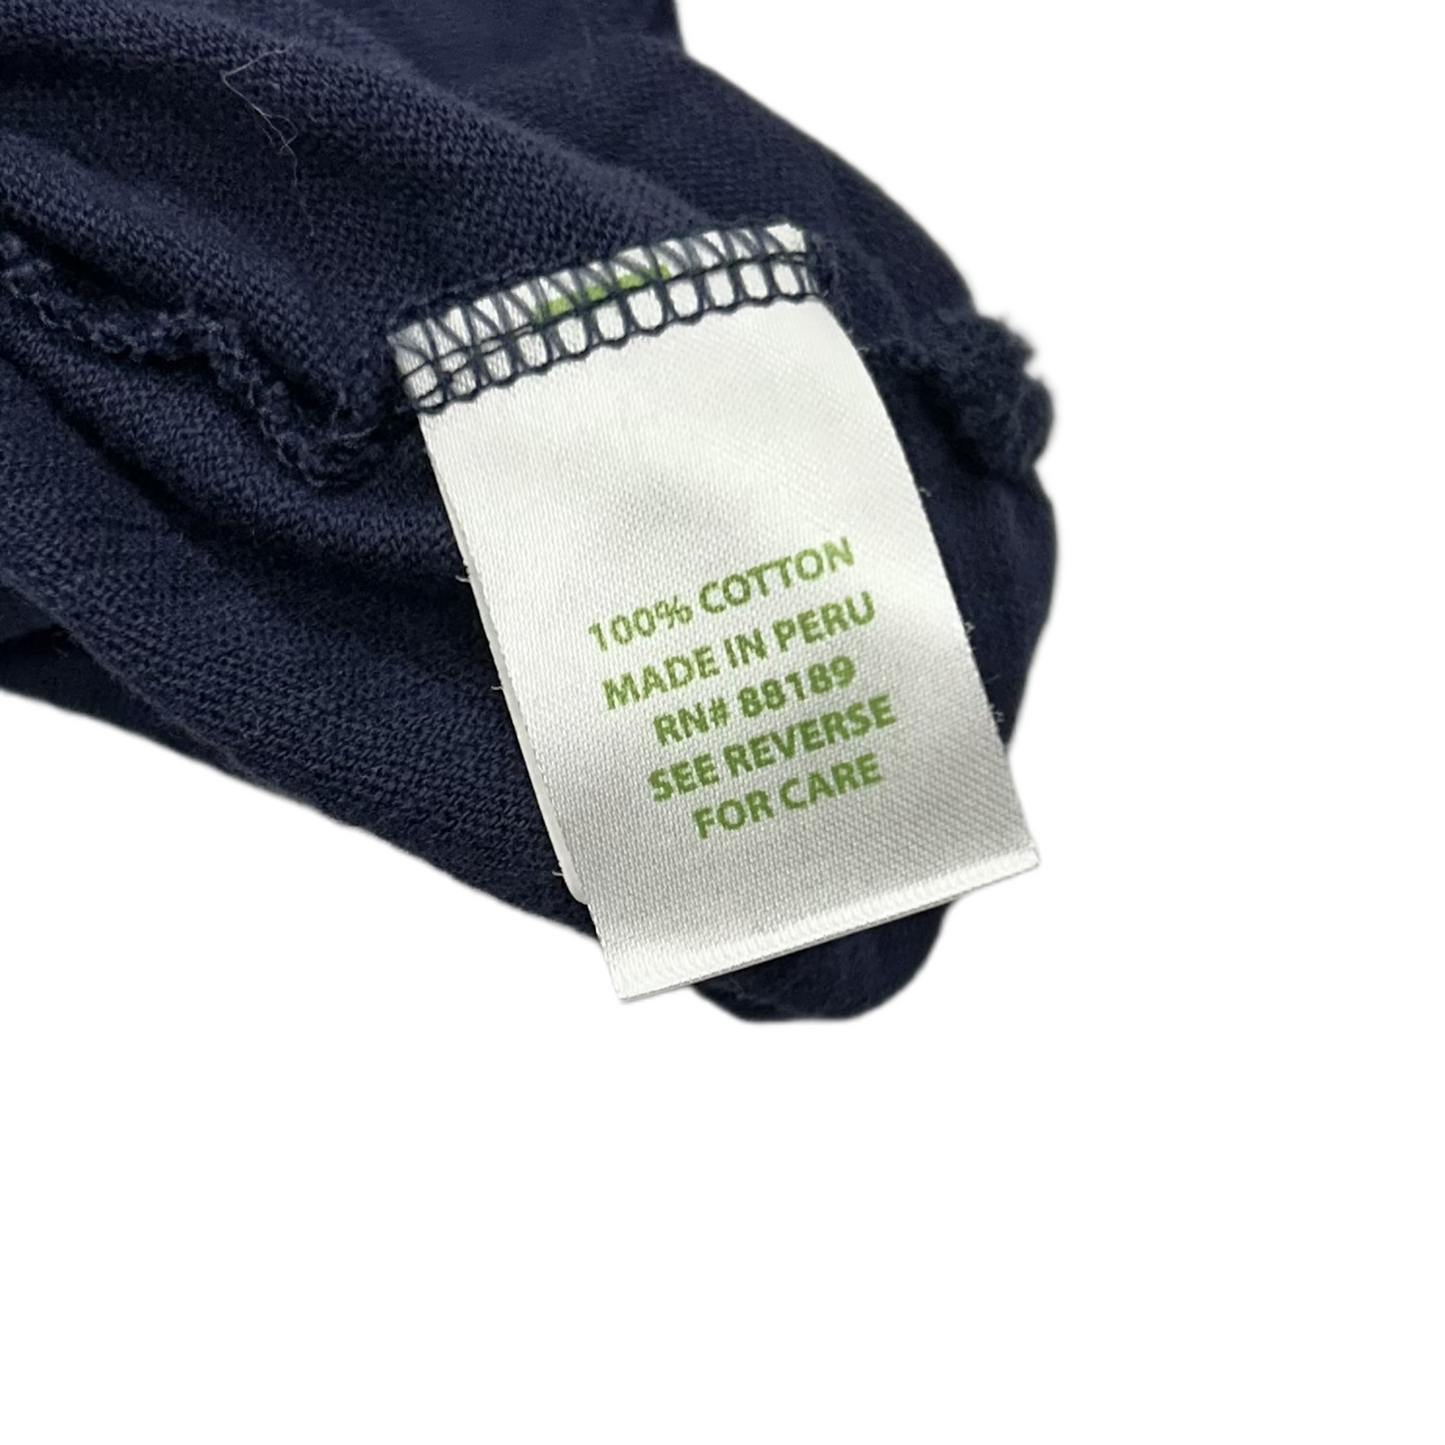 100% COTTON
MADE IN PERU
RN# 88189
SEE REVERSE
FOR CARE